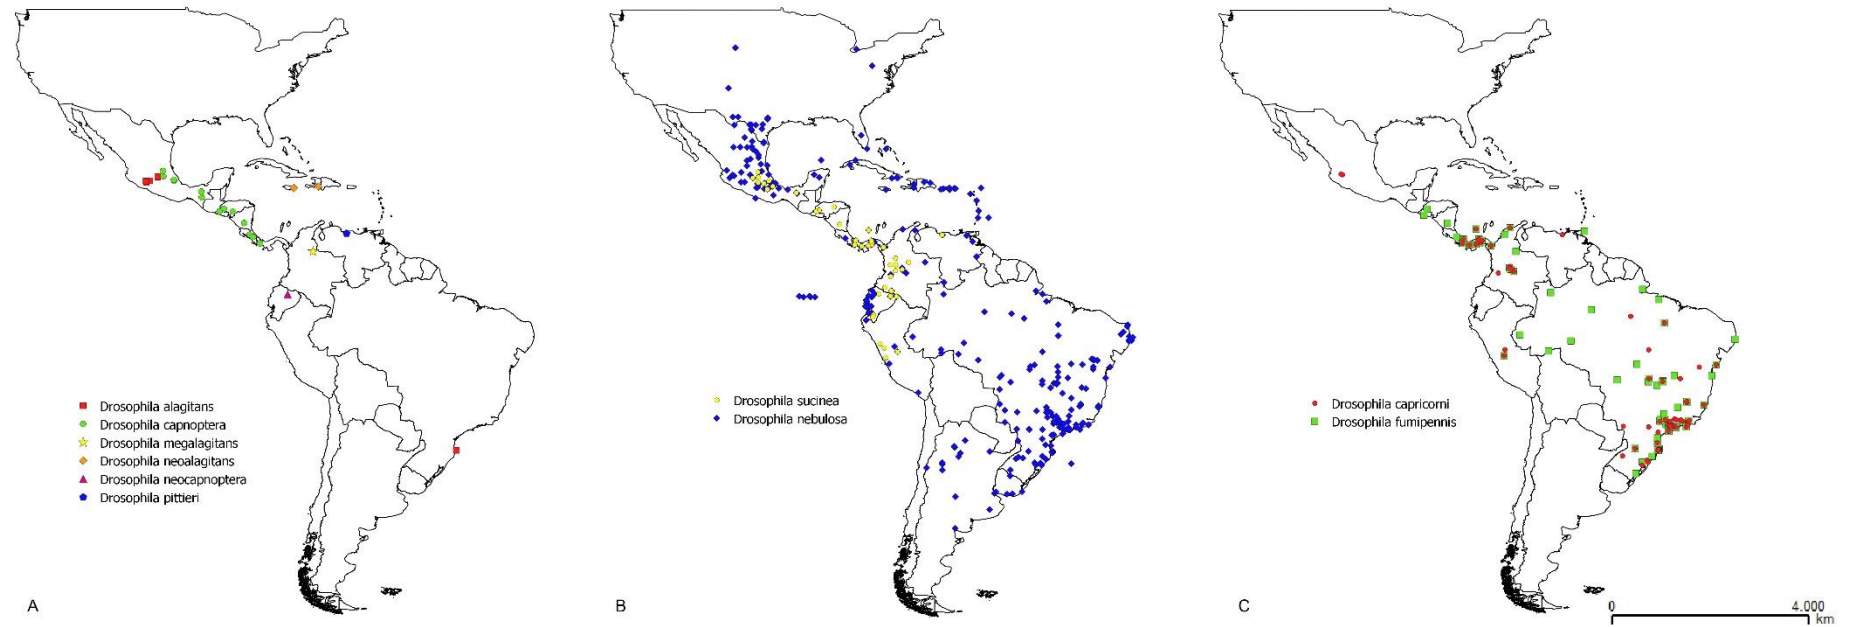 Drosophila alagitans
Drosophila capnoptera
Drosophila megalagitans
Drosophila neoalagitans
Drosophila neocapnoptera
Drosophila pittieri
A
Drosophila sucinea
Drosophila nebulosa
B
Drosophila capricorni
Drosophila fumipennis
C
0 4.000
km